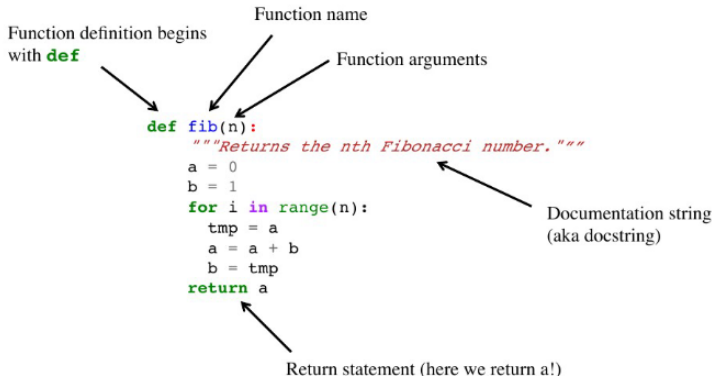 Function name
Function definition begins
with def
Function arguments
def fib(n):
"""Returns the nth Fibonacci number."””
a = 0
b = 1
for i in range(n):
tmp = a
a = a + b
b = tmp
return a
Documentation string
(aka docstring)
Return statement (here we return a!)